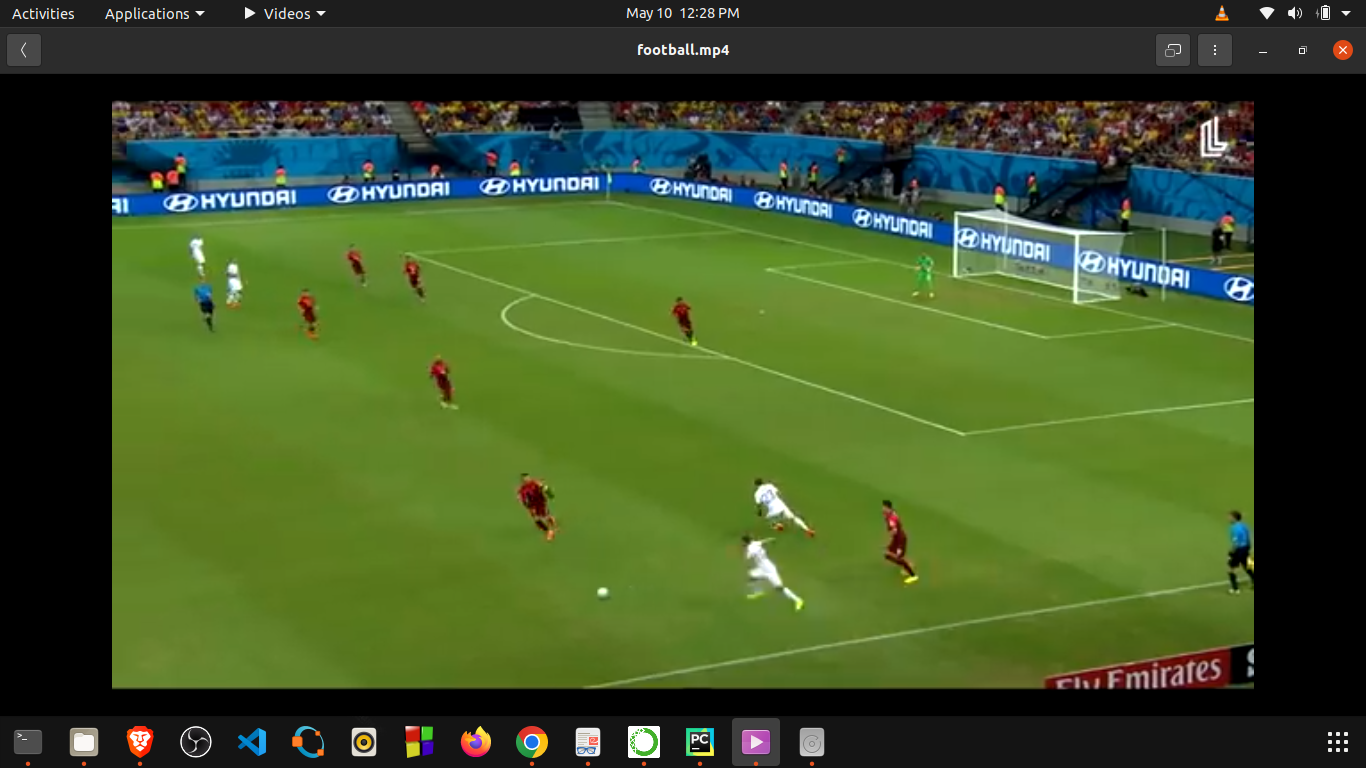 Activities Applications Videos May 10 12:28 PM
football.mp4
HYUNDAI HYUNDAI HYUNDAI HYUNDAI HYUNDAI HYUNDAI HYUNDAI HYUNDAI
Fly Emirates
PC